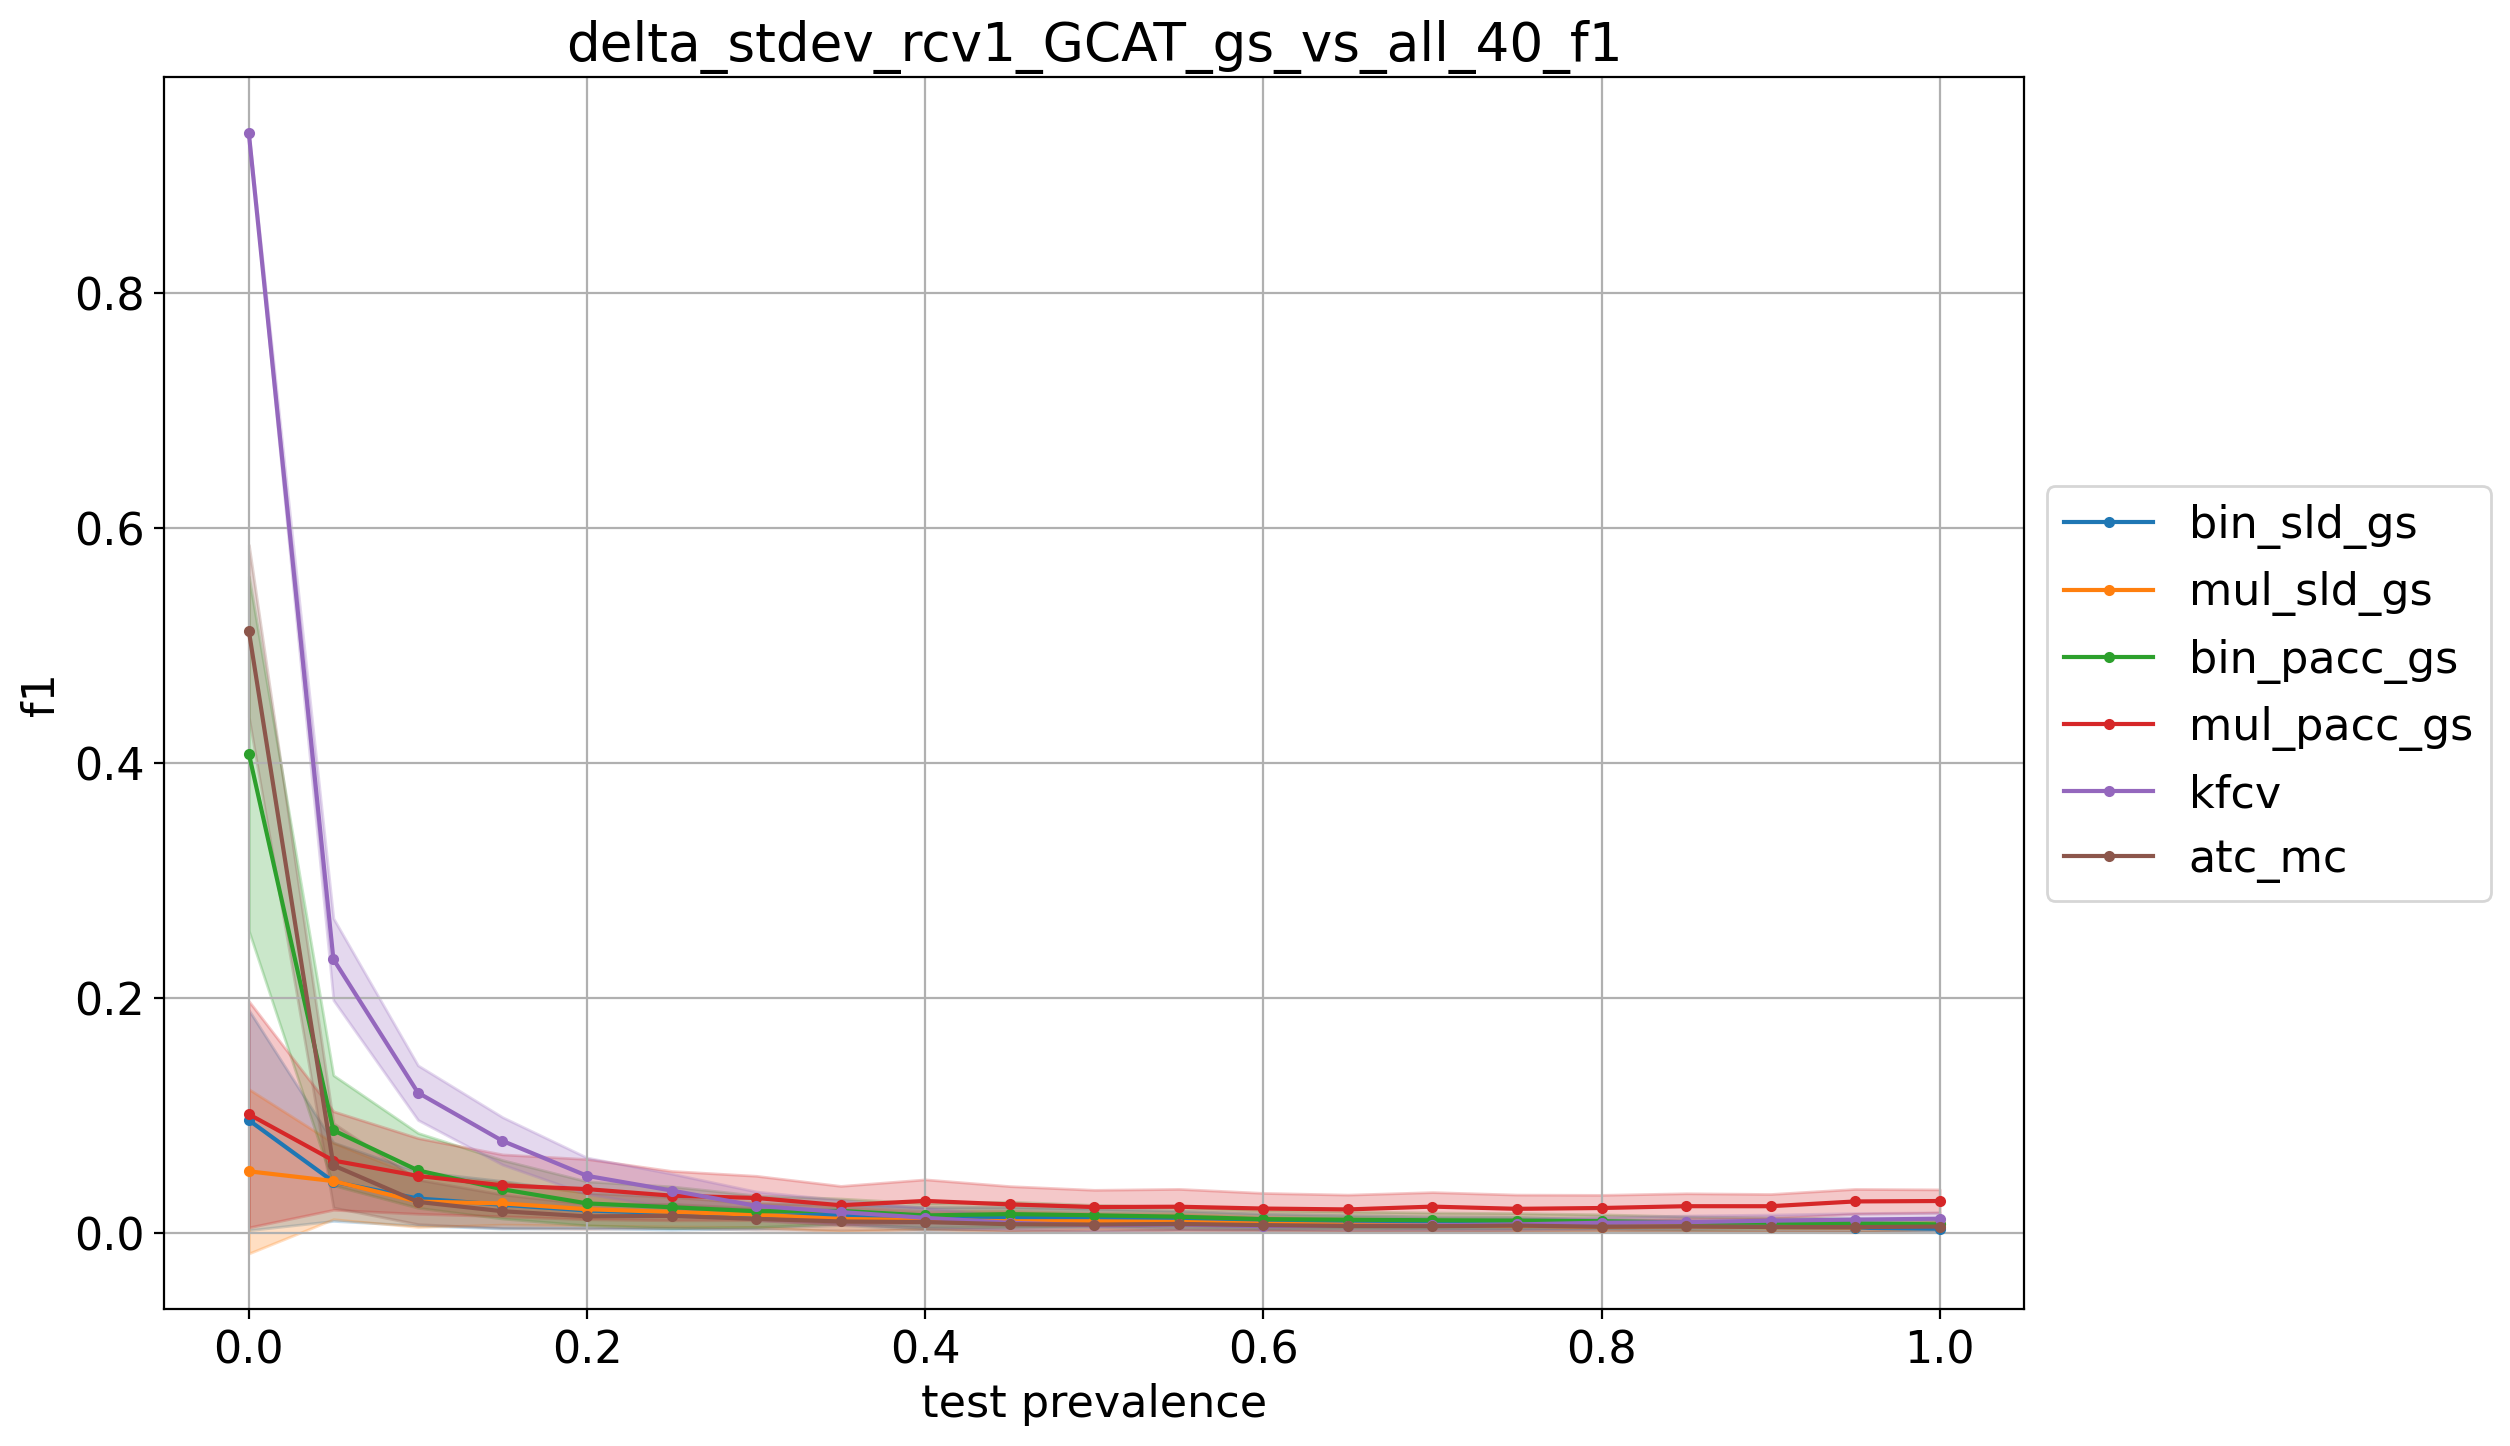 delta_stdev_rcv1_GCAT_gs_vs_all_40_f1
f1
0.8
0.6
0.4
0.2
0.0
0.0 0.2 0.4 0.6 0.8 1.0
test prevalence
bin_sld_gs
mul_sld_gs
bin_pacc_gs
mul_pacc_gs
kfcv
atc_mc